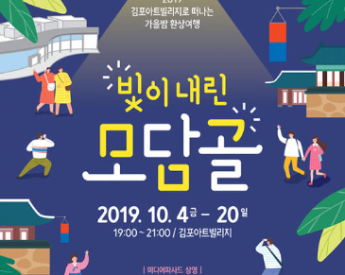 2019
김포아트빌리지로 떠나는
가을밤 환상여행
빛이 내린
모담골
2019. 10. 4금 – 20일
19:00~21:00 / 김포아트빌리지
| 미디어파사드 상영 |